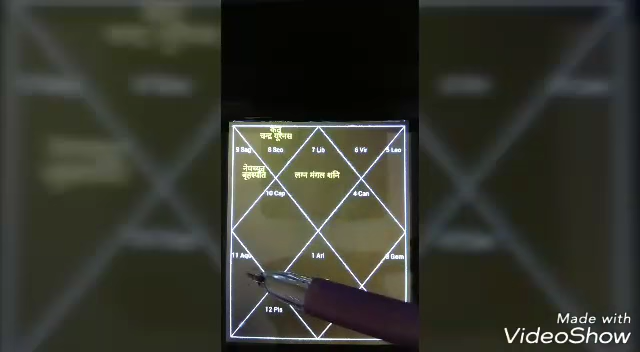 केतु
चन्द्र यूरेनस
9 Sag 8 Sco 7 Lib 6 Vir 5 Leo
नेपच्यून
बृहस्पति लग्न मंगल शनि
10 Cap 4 Can
11 Aqu 1 Ari 3 Gem
12 Pis
Made with
VideoShow